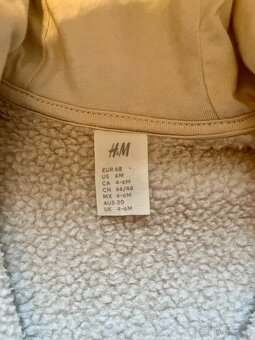 H&M
EUR 68
US 6M
CA 4-6M
CN 66/48
MX 4-6M
AUS 00
UK 4-6M